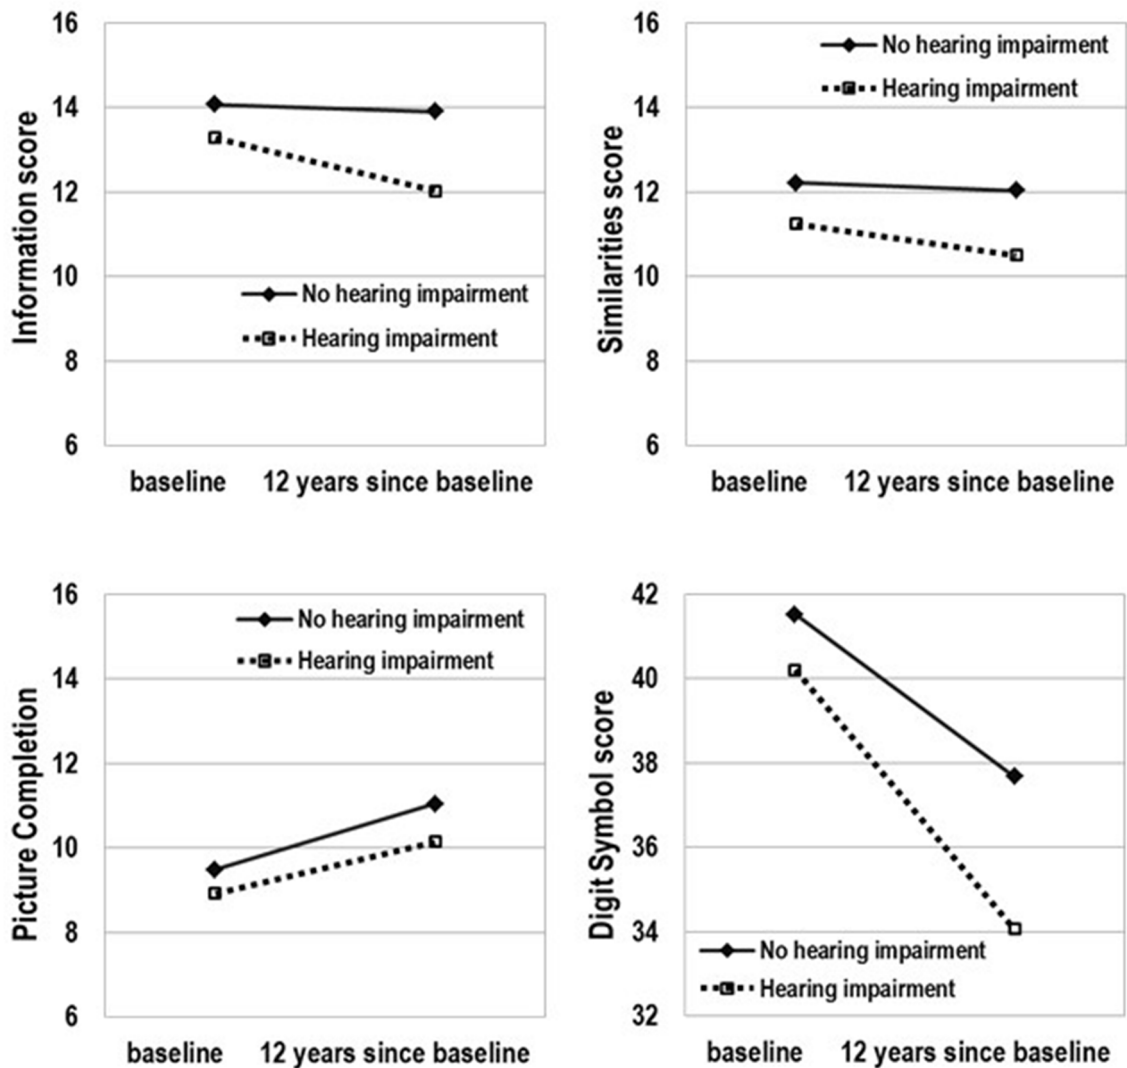 Information score
16
14
12
10
8
6
No hearing impairment
Hearing impairment
baseline 12 years since baseline
Similarities score
16
14
12
10
8
6
No hearing impairment
Hearing impairment
baseline 12 years since baseline
Picture Completion
16
14
12
10
8
6
No hearing impairment
Hearing impairment
baseline 12 years since baseline
Digit Symbol score
42
40
38
36
34
32
No hearing impairment
Hearing impairment
baseline 12 years since baseline